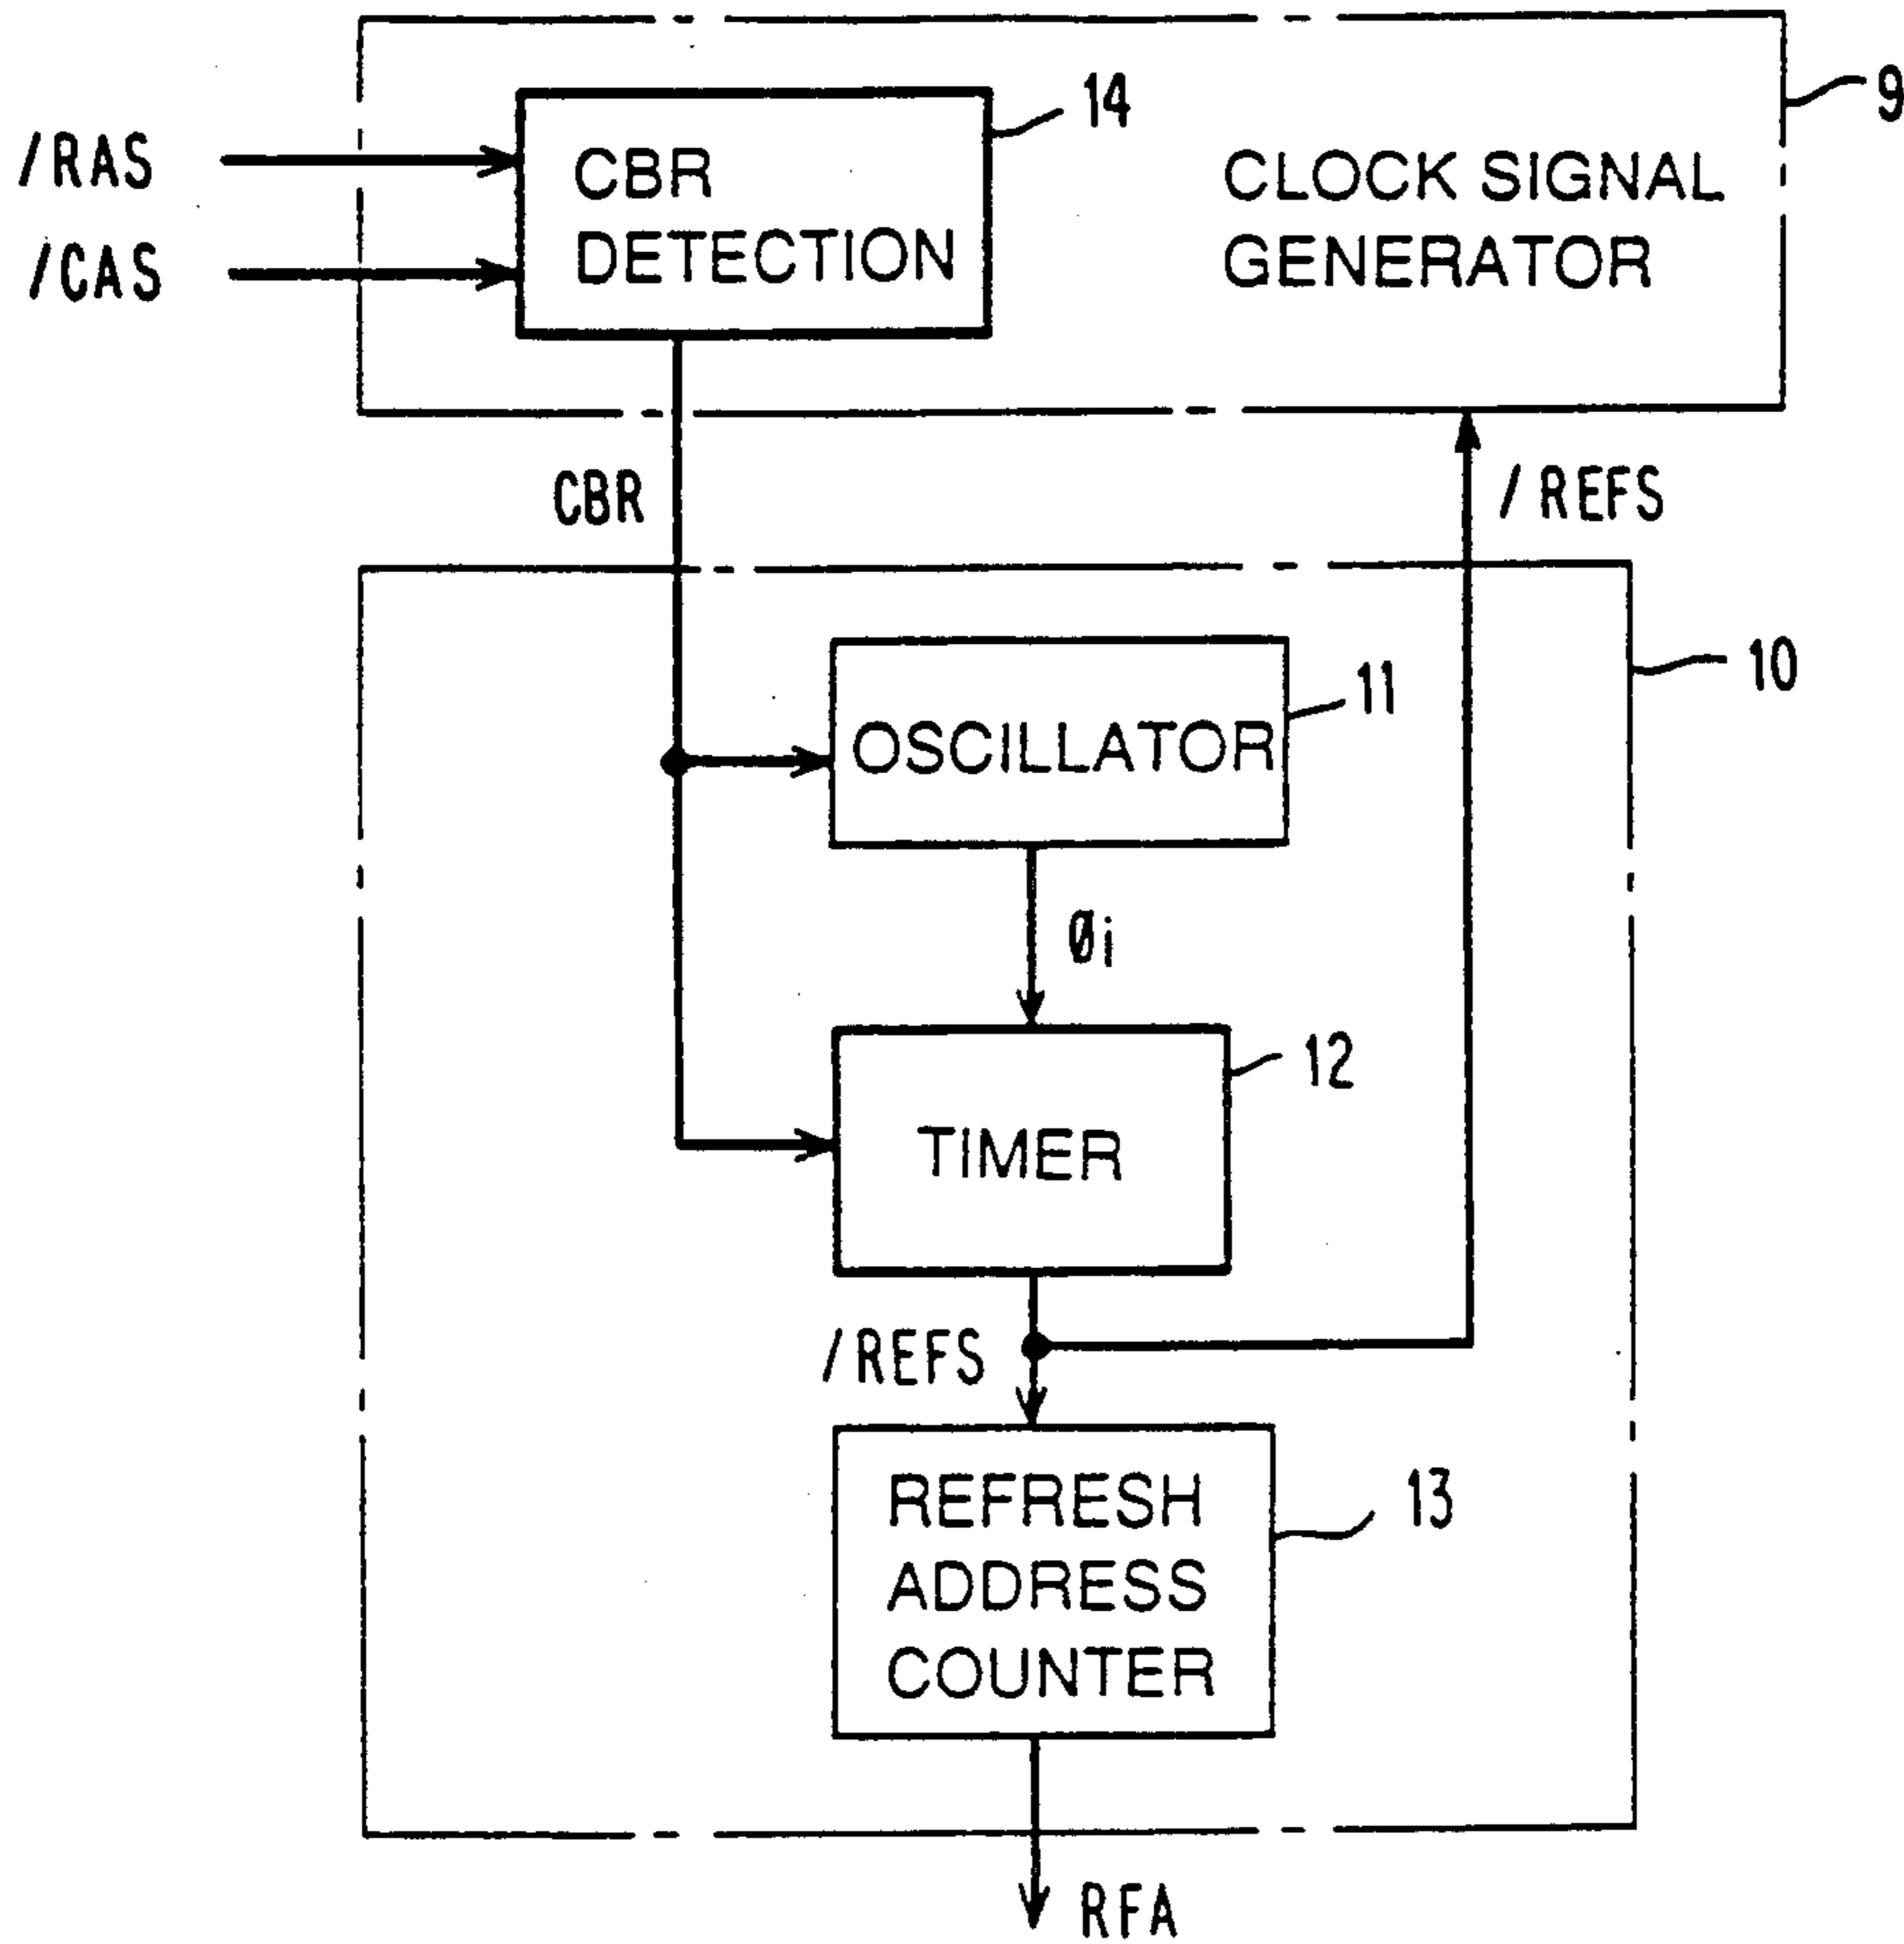 9
14
/RAS
/CAS
CBR
DETECTION
CLOCK SIGNAL
GENERATOR
CBR
/REFS
10
11
OSCILLATOR
Øi
12
TIMER
/REFS
13
REFRESH
ADDRESS
COUNTER
RFA